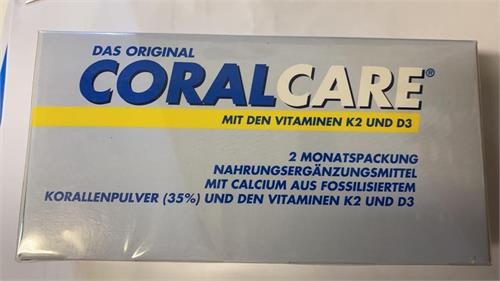 DAS ORIGINAL
CORALCARE®
MIT DEN VITAMINEN K2 UND D3
2 MONATSPACKUNG
NAHRUNGSERGÄNZUNGSMITTEL
MIT CALCIUM AUS FOSSILISIERTEM
KORALLENPULVER (35%) UND DEN VITAMINEN K2 UND D3